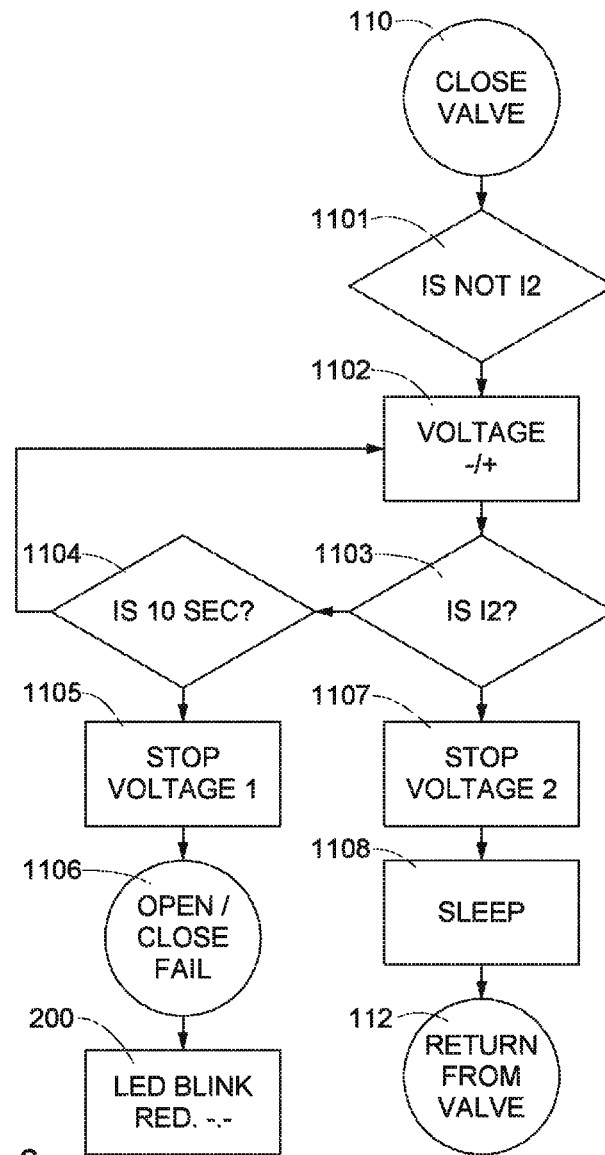 110
CLOSE
VALVE
1101
IS NOT I2
1102
VOLTAGE
-/+
1104
IS 10 SEC?
1103
IS I2?
1105
STOP
VOLTAGE 1
1107
STOP
VOLTAGE 2
1106
OPEN /
CLOSE
FAIL
1108
SLEEP
200
LED BLINK
RED. -.-
112
RETURN
FROM
VALVE